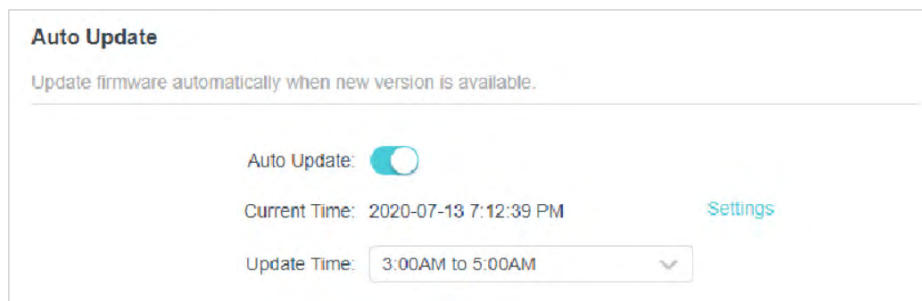 Auto Update
Update firmware automatically when new version is available.
Auto Update:
Current Time: 2020-07-13 7:12:39 PM Settings
Update Time: 3:00AM to 5:00AM